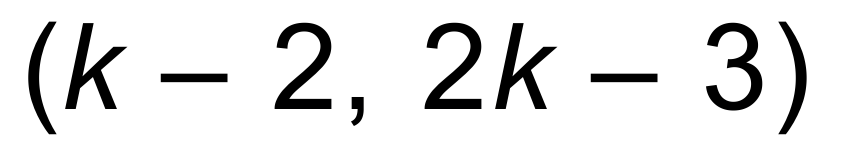 (k – 2, 2k – 3)